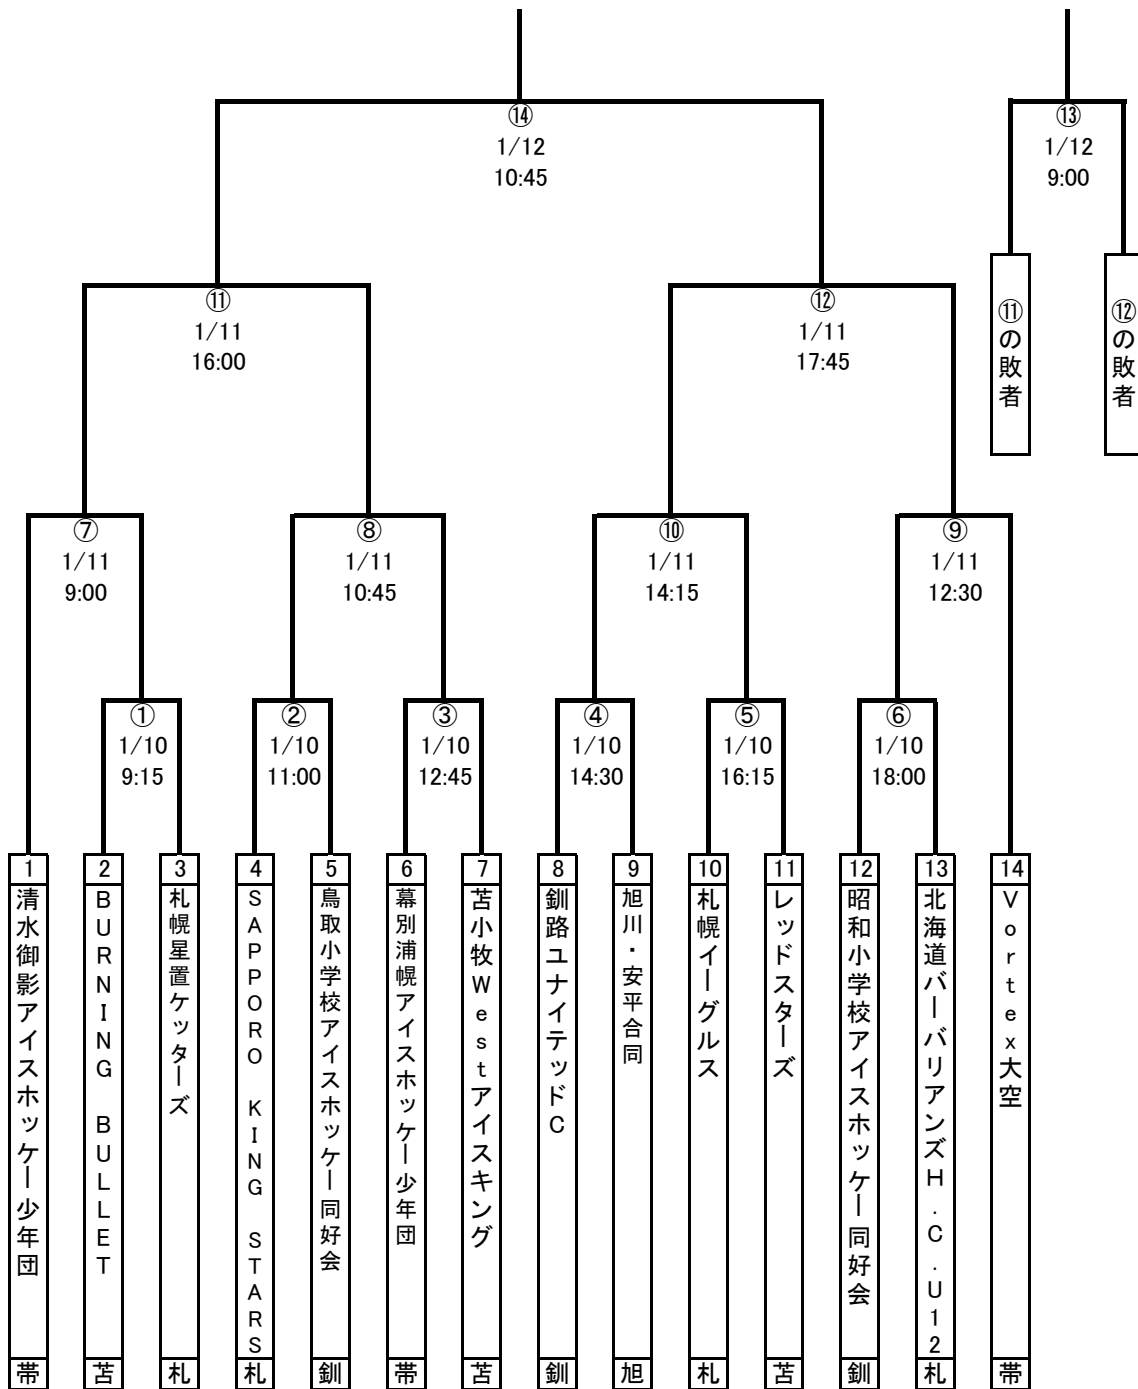 ⑭
1/12
10:45
⑬
1/12
9:00
⑪
1/11
16:00
⑫
1/11
17:45
⑪の敗者
⑫の敗者
⑦
1/11
9:00
⑧
1/11
10:45
⑩
1/11
14:15
⑨
1/11
12:30
①
1/10
9:15
②
1/10
11:00
③
1/10
12:45
④
1/10
14:30
⑤
1/10
16:15
⑥
1/10
18:00
1
清水御影アイスホッケー少年団
帯
2
BURNING BULLET
苫
3
札幌星置ケッターズ
札
4
SAPPORO KING STARS
札
5
鳥取小学校アイスホッケー同好会
釧
6
幕別浦幌アイスホッケー少年団
帯
7
苫小牧Westアイスキング
苫
8
釧路ユナイテッドC
釧
9
旭川・安平合同
旭
10
札幌イーグルス
札
11
レッドスターズ
苫
12
昭和小学校アイスホッケー同好会
釧
13
北海道バーバリアンズH.C.U12
札
14
Vortex大空
帯